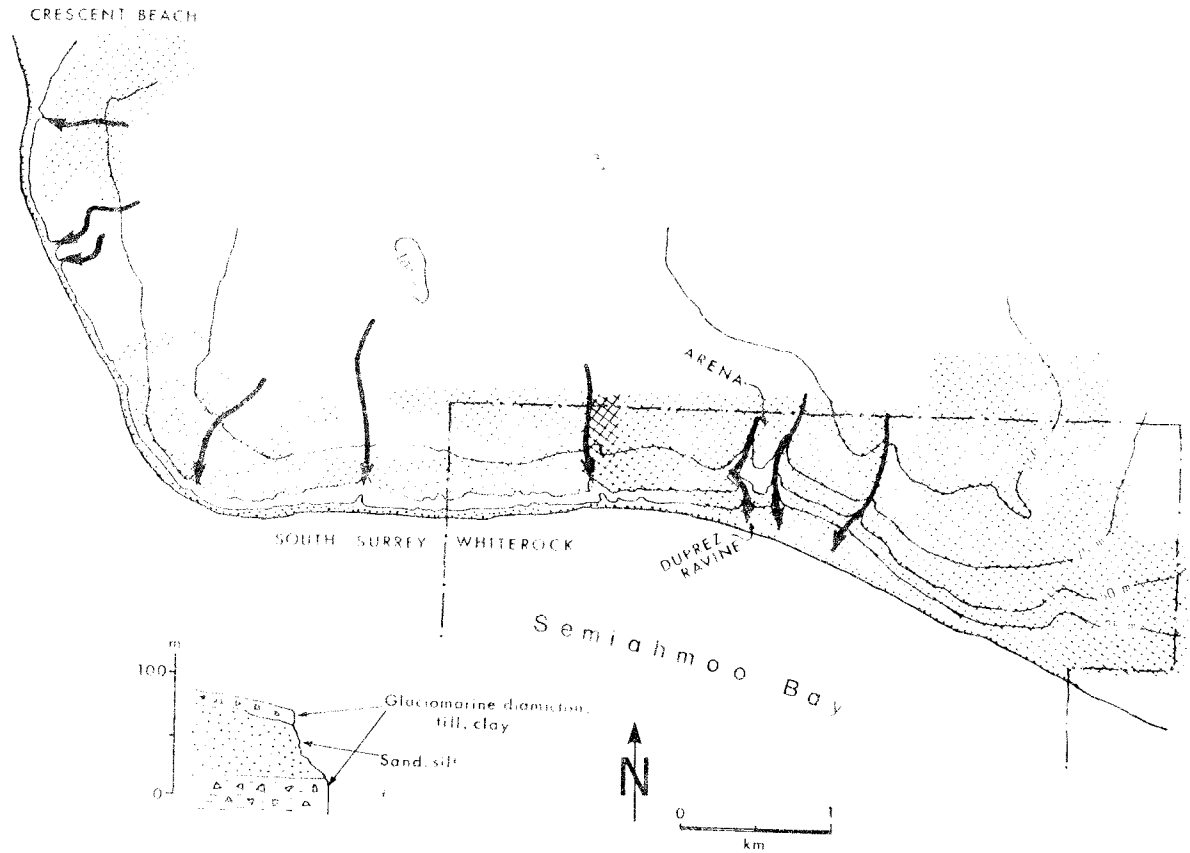 CRESCENT BEACH
ARENA
SOUTH SURREY
WHITEROCK
DUPREZ
RAVINE
Semiahmoo Bay
m
100
0
Glaciomarine diamicton,
till, clay
Sand, silt
N
0 1
km